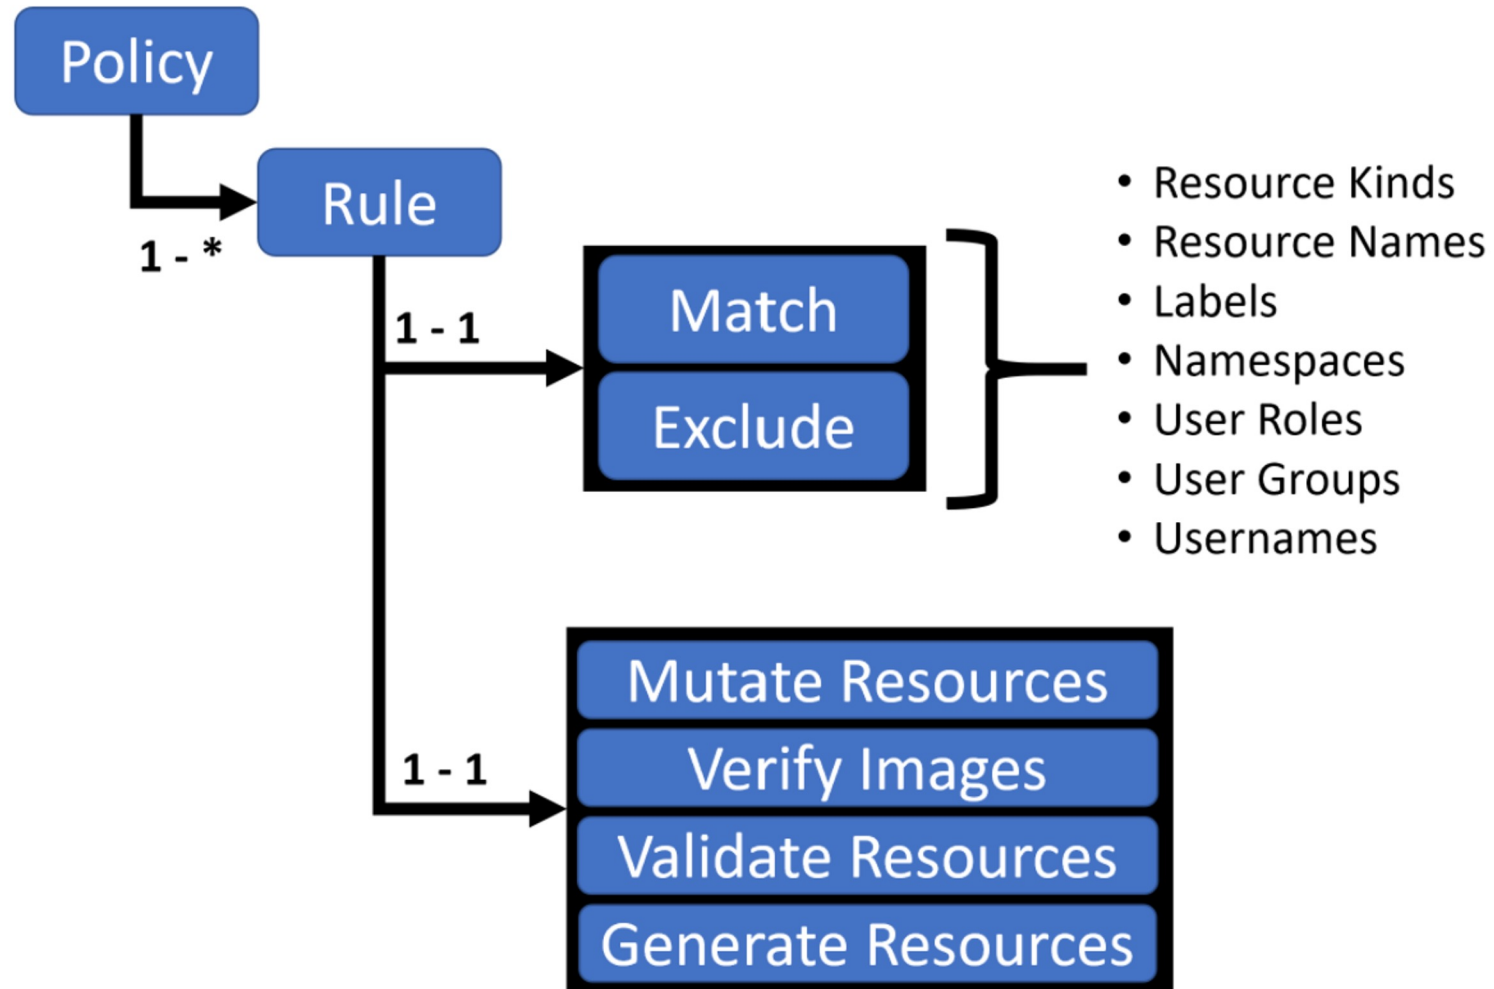 Policy
Rule
1 - *
1 - 1
Match
Exclude
• Resource Kinds
• Resource Names
• Labels
• Namespaces
• User Roles
• User Groups
• Usernames
1 - 1
Mutate Resources
Verify Images
Validate Resources
Generate Resources